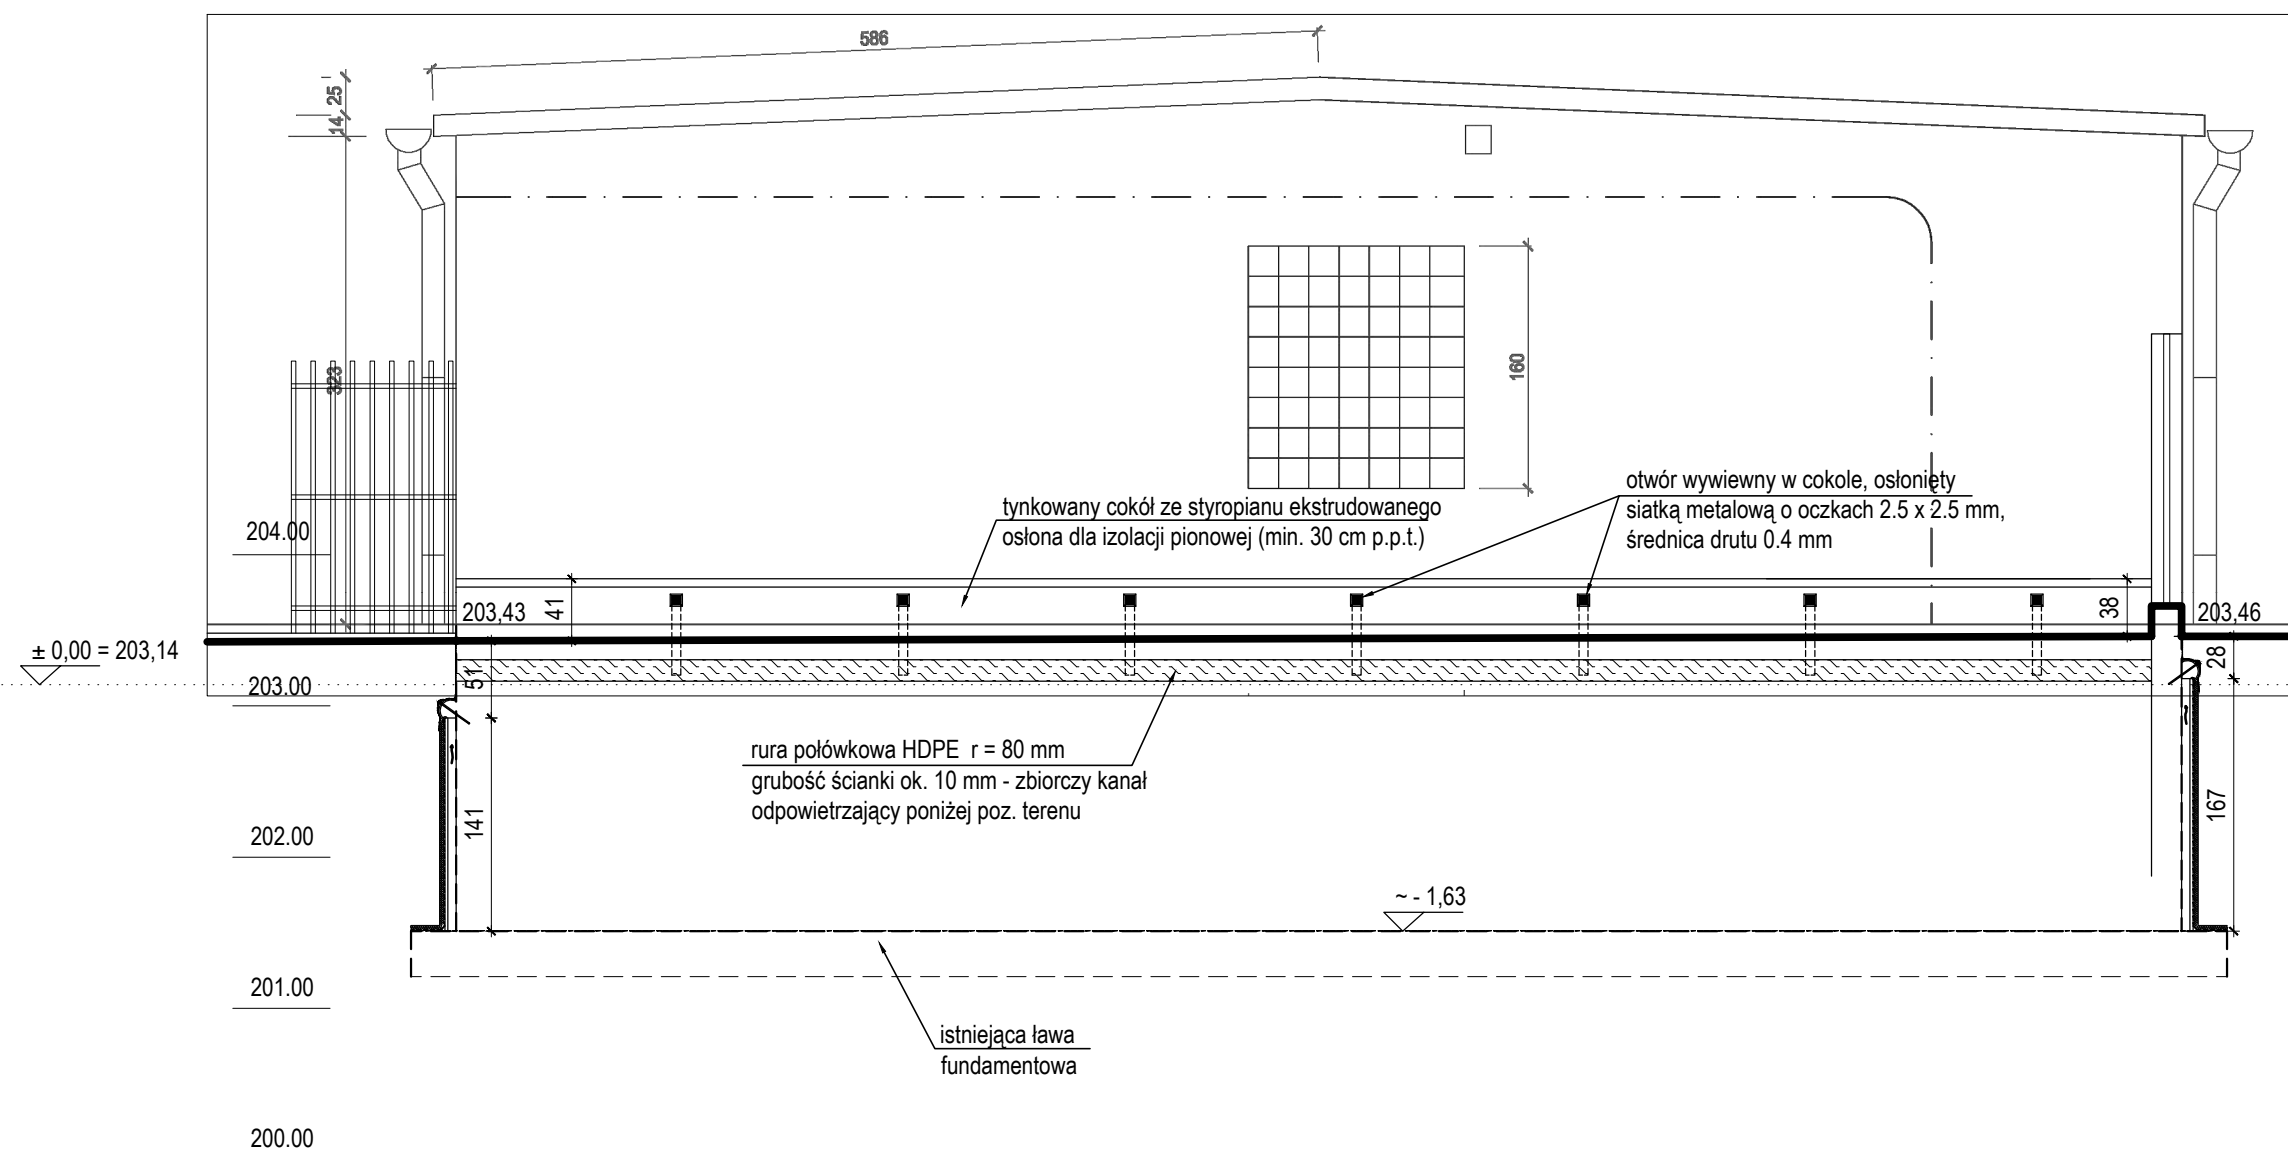 586
25
14
323
160
otwór wywiewny w cokole, osłonięty
siatką metalową o oczkach 2.5 x 2.5 mm,
średnica drutu 0.4 mm
tynkowany cokół ze styropianu ekstrudowanego
osłona dla izolacji pionowej (min. 30 cm p.p.t.)
204.00
203,43
41
38
203,46
± 0,00 = 203,14
203.00
51
28
rura połówkowa HDPE r = 80 mm
grubość ścianki ok. 10 mm - zbiorczy kanał
odpowietrzający poniżej poz. terenu
202.00
141
167
~ - 1,63
201.00
istniejąca ława
fundamentowa
200.00